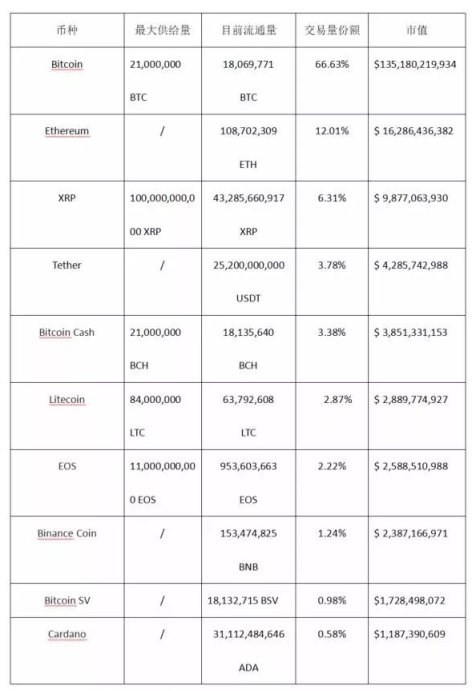 币种 最大供给量 目前流通量 交易量份额 市值
Bitcoin 21,000,000 18,069,771 66.63% $135,180,219,934
BTC BTC
Ethereum / 108,702,309 12.01% $ 16,286,436,382
ETH
XRP 100,000,000,0 43,285,660,917 6.31% $ 9,877,063,930
00 XRP XRP
Tether / 25,200,000,000 3.78% $ 4,285,742,988
USDT
Bitcoin Cash 21,000,000 18,135,640 3.38% $ 3,851,331,153
BCH BCH
Litecoin 84,000,000 63,792,608 2.87% $ 2,889,774,927
LTC LTC
EOS 11,000,000,00 953,603,663 2.22% $ 2,588,510,988
0 EOS EOS
Binance Coin / 153,474,825 1.24% $ 2,387,166,971
BNB
Bitcoin SV / 18,132,715 BSV 0.98% $1,728,498,072
Cardano / 31,112,484,646 0.58% $1,187,390,609
ADA